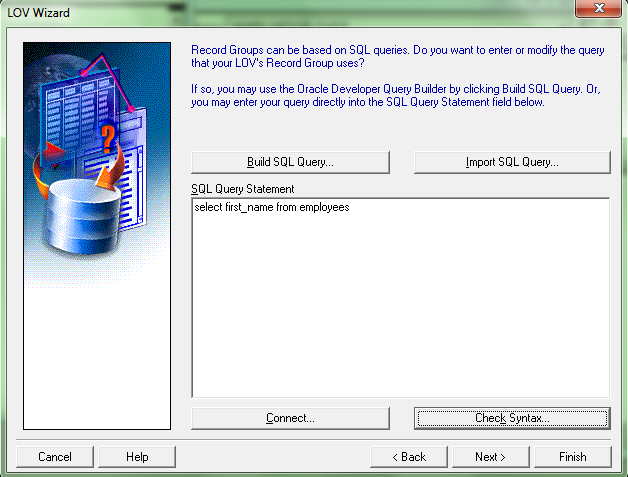 LOV Wizard
Record Groups can be based on SQL queries. Do you want to enter or modify the query
that your LOV's Record Group uses?
If so, you may use the Oracle Developer Query Builder by clicking Build SQL Query. Or,
you may enter your query directly into the SQL Query Statement field below.
Build SQL Query... Import SQL Query...
SQL Query Statement
select first_name from employees
Connect... Check Syntax...
Cancel Help < Back Next > Finish